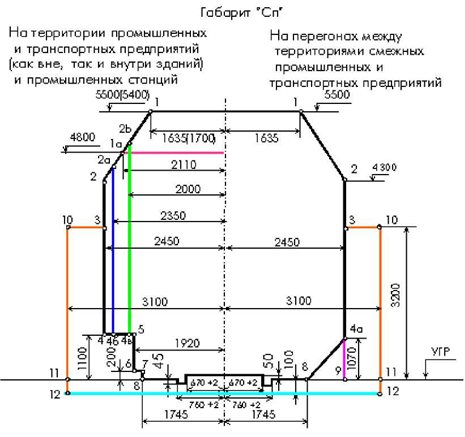 Габарит "Сп"
На территории промышленных
и транспортных предприятий
(как вне, так и внутри зданий)
и промышленных станций
На перегонах между
территориями смежных
промышленных и
транспортных предприятий
5500(5400)
1
1
5500
2b
1a
4800
1635(1700)
1635
2a
2110
2
2
4300
2000
2350
10
3
3
10
2450
2450
3100
3100
3200
4
4б
4в
5
4a
1920
1100
200
6
7
45
50
100
1070
УГР
11
8
670 +2
670 +2
8
9
11
12
760 +2
760 +2
12
1745
1745